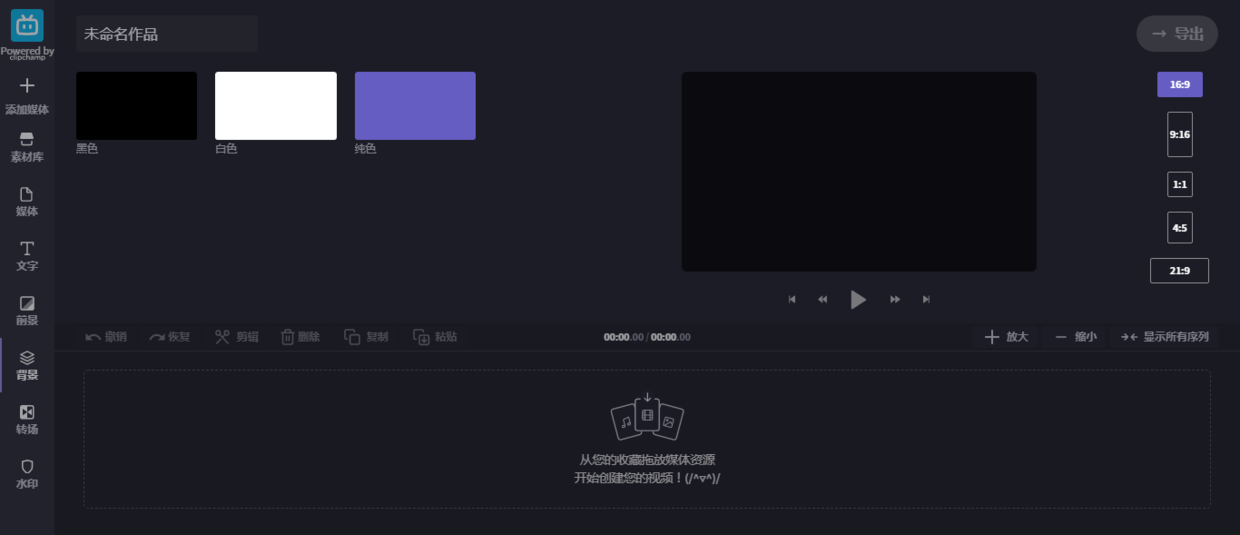 未命名作品
导出
Powered by
clipchamp
添加媒体
素材库
媒体
文字
前景
背景
转场
水印
黑色
白色
纯色
16:9
9:16
1:1
4:5
21:9
撤销 恢复 剪辑 删除 复制 粘贴
00:00.00 / 00:00.00
放大 缩小 显示所有序列
从您的收藏拖放媒体资源
开始创建您的视频！(/^▽^)/